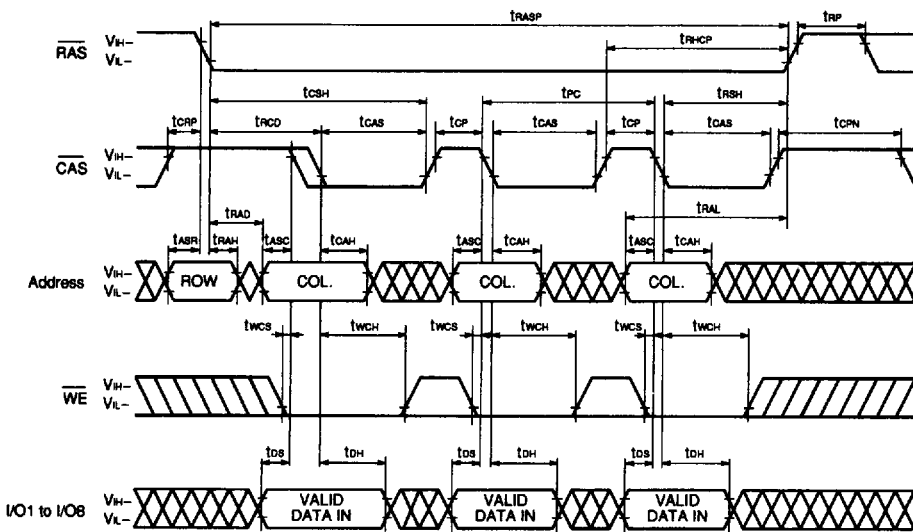 tRASP
tRP
tRHCP
RAS
VIH–
VIL–
tCSH
tPC
tRSH
tCRP
tRCD
tCAS
tCP
tCAS
tCP
tCAS
tCPN
CAS
VIH–
VIL–
tRAL
tRAD
tASR
tRAH
tASC
tCAH
tASC
tCAH
tASC
tCAH
Address
VIH–
VIL–
ROW
COL.
COL.
COL.
tWCS
tWCH
tWCS
tWCH
tWCS
tWCH
WE
VIH–
VIL–
tDS
tDH
tDS
tDH
tDS
tDH
I/O1 to I/O8
VIH–
VIL–
VALID
DATA IN
VALID
DATA IN
VALID
DATA IN